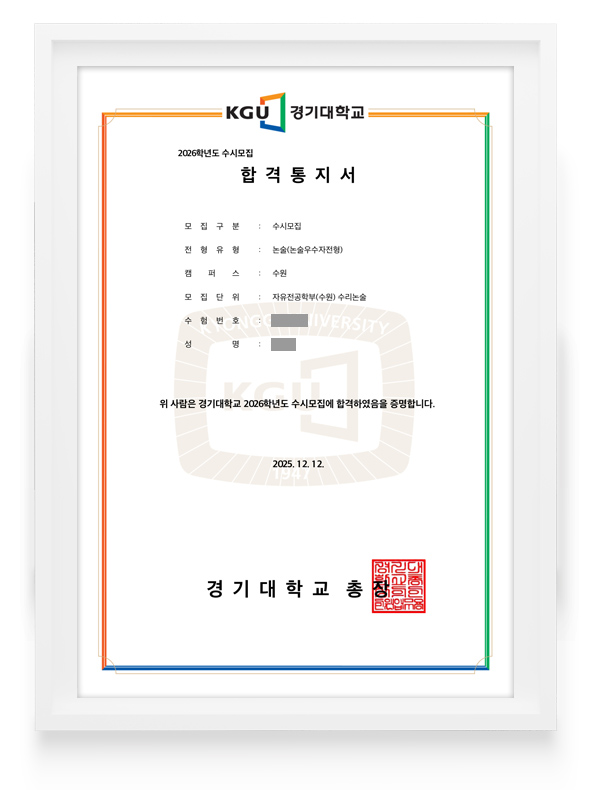 KGU 경기대학교
2026학년도 수시모집
합격통지서
모집구분 : 수시모집
전형유형 : 논술(논술우수자전형)
캠퍼스 : 수원
모집단위 : 자유전공학부(수원) 수리논술
수험번호 :
성명 :
KGU
위 사람은 경기대학교 2026학년도 수시모집에 합격하였음을 증명합니다.
2025. 12. 12.
1947
경기대학교 총장